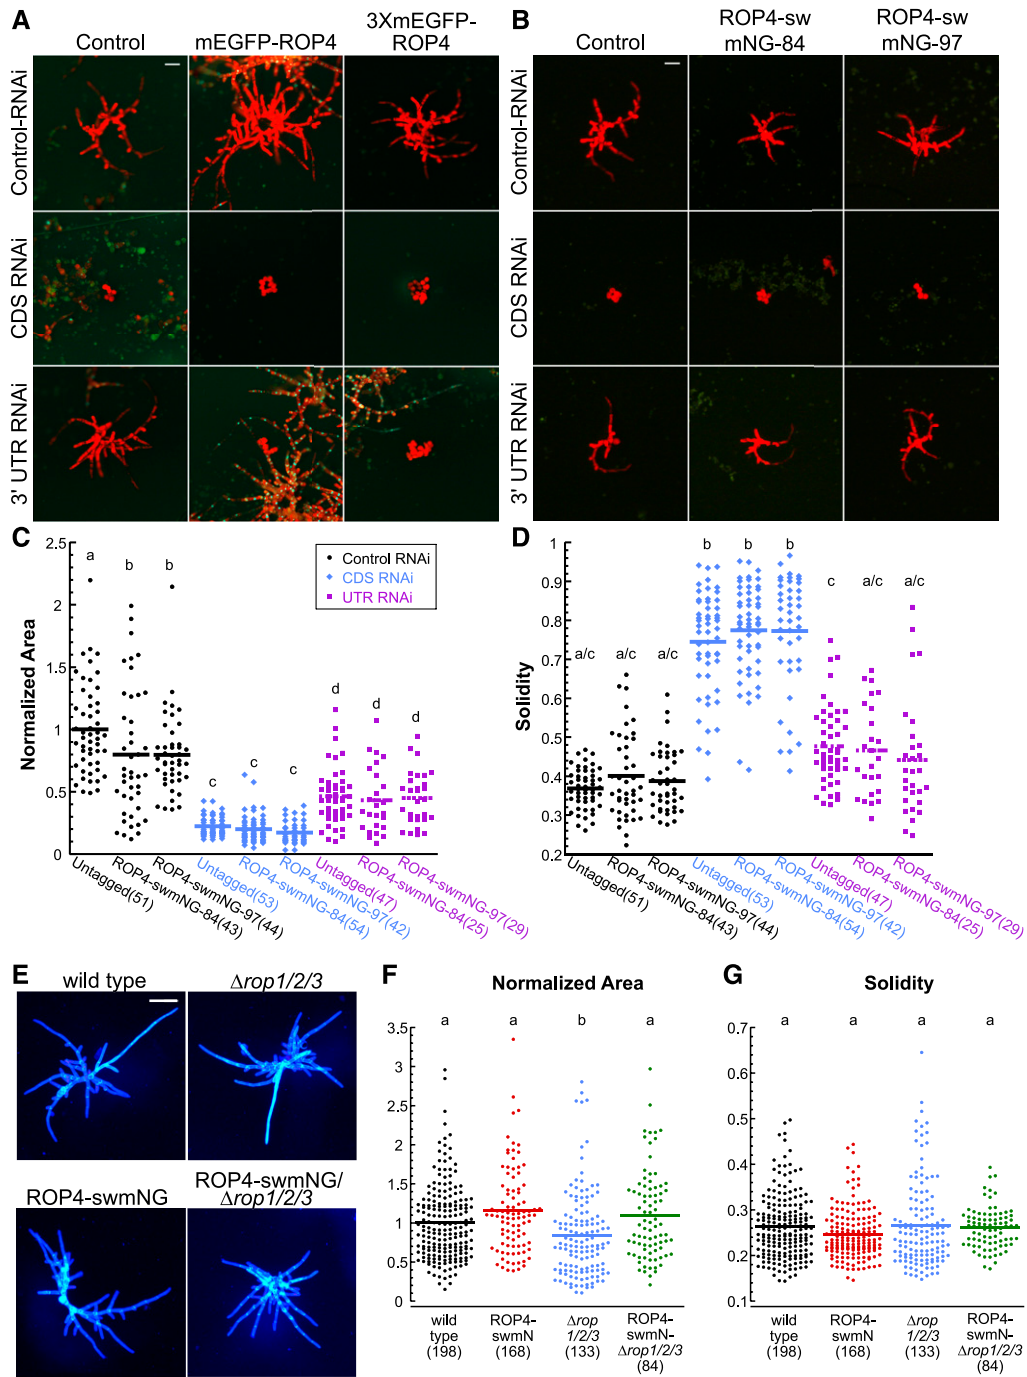 A
Control
mEGFP-ROP4
3XmEGFP-
ROP4
Control-RNAi
CDS RNAi
3' UTR RNAi
B
Control
ROP4-sw
mNG-84
ROP4-sw
mNG-97
Control-RNAi
CDS RNAi
3' UTR RNAi
C
Normalized Area
2.5
2
1.5
1
0.5
0
a
b
b
c
c
c
d
d
d
Control RNAi
CDS RNAi
UTR RNAi
Untagged(51)
ROP4-swmNG-84(43)
ROP4-swmNG-97(44)
Untagged(53)
ROP4-swmNG-84(54)
ROP4-swmNG-97(42)
Untagged(47)
ROP4-swmNG-84(25)
ROP4-swmNG-97(29)
D
Solidity
1
0.9
0.8
0.7
0.6
0.5
0.4
0.3
0.2
a/c
a/c
a/c
b
b
b
c
a/c
a/c
Untagged(51)
ROP4-swmNG-84(43)
ROP4-swmNG-97(44)
Untagged(53)
ROP4-swmNG-84(54)
ROP4-swmNG-97(42)
Untagged(47)
ROP4-swmNG-84(25)
ROP4-swmNG-97(29)
E
wild type
Δrop1/2/3
ROP4-swmNG
ROP4-swmNG/
Δrop1/2/3
F
Normalized Area
a
a
b
a
3.5
3
2.5
2
1.5
1
0.5
0
wild
type
(198)
ROP4-
swmN
(168)
Δrop
1/2/3
(133)
ROP4-
swmN-
Δrop1/2/3
(84)
G
Solidity
a
a
a
a
0.7
0.6
0.5
0.4
0.3
0.2
0.1
wild
type
(198)
ROP4-
swmN
(168)
Δrop
1/2/3
(133)
ROP4-
swmN-
Δrop1/2/3
(84)